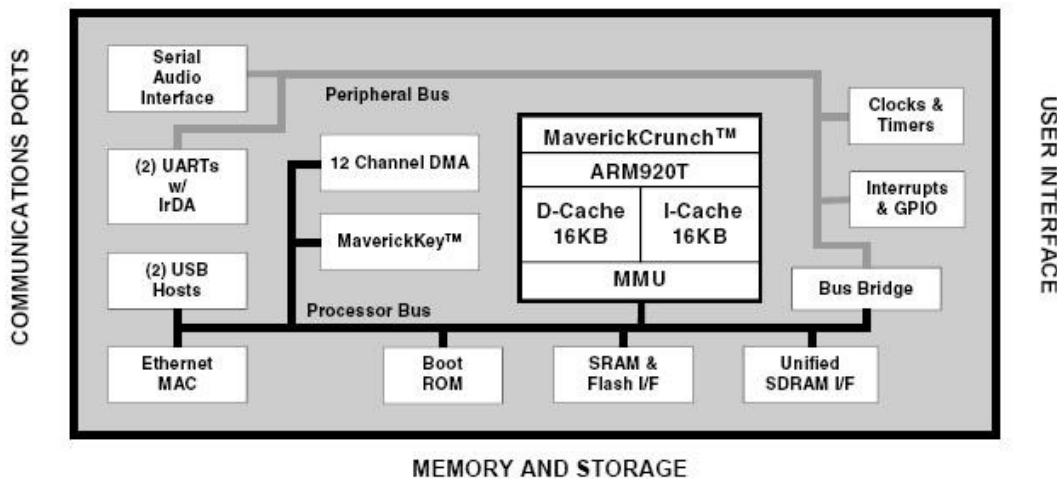 COMMUNICATIONS PORTS
Serial
Audio
Interface
Peripheral Bus
(2) UARTs
w/
IrDA
12 Channel DMA
MaverickKey™
(2) USB
Hosts
Processor Bus
Ethernet
MAC
Boot
ROM
MaverickCrunch™
ARM920T
D-Cache
16KB
I-Cache
16KB
MMU
SRAM &
Flash I/F
Unified
SDRAM I/F
Clocks &
Timers
Interrupts
& GPIO
Bus Bridge
USER INTERFACE
MEMORY AND STORAGE